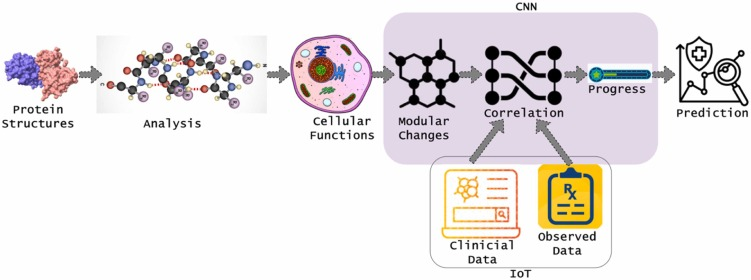 CNN
Protein
Structures
Analysis
Cellular
Functions
Modular
Changes
Correlation
Progress
Prediction
Rx
Clinicial Data
Observed
Data
IoT